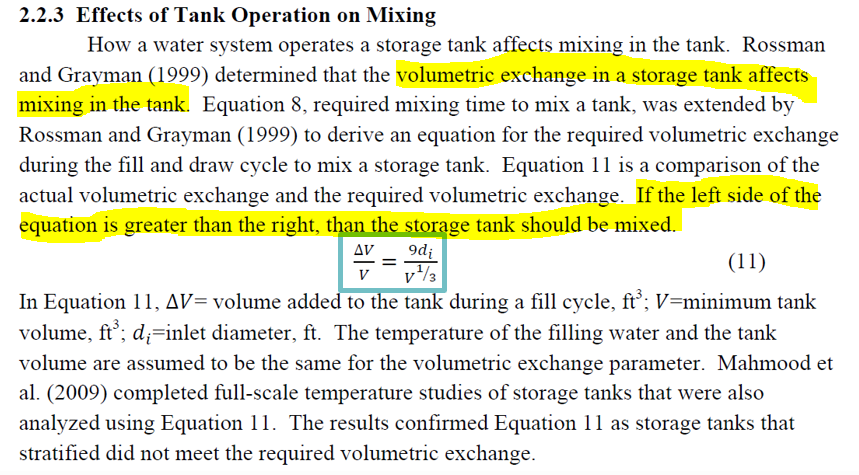 2.2.3 Effects of Tank Operation on Mixing
How a water system operates a storage tank affects mixing in the tank. Rossman
and Grayman (1999) determined that the volumetric exchange in a storage tank affects
mixing in the tank. Equation 8, required mixing time to mix a tank, was extended by
Rossman and Grayman (1999) to derive an equation for the required volumetric exchange
during the fill and draw cycle to mix a storage tank. Equation 11 is a comparison of the
actual volumetric exchange and the required volumetric exchange. If the left side of the
equation is greater than the right, than the storage tank should be mixed.
ΔV/V = 9dᵢ/V^1/3 (11)
In Equation 11, ΔV= volume added to the tank during a fill cycle, ft³; V=minimum tank
volume, ft³; dᵢ=inlet diameter, ft. The temperature of the filling water and the tank
volume are assumed to be the same for the volumetric exchange parameter. Mahmood et
al. (2009) completed full-scale temperature studies of storage tanks that were also
analyzed using Equation 11. The results confirmed Equation 11 as storage tanks that
stratified did not meet the required volumetric exchange.